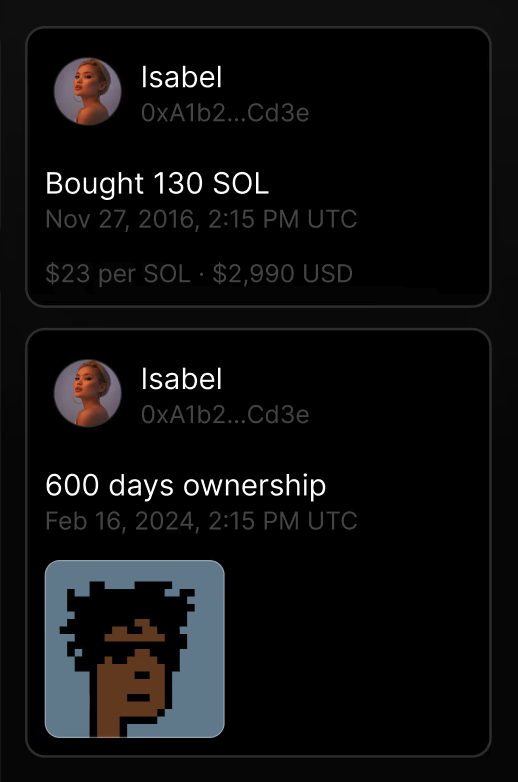 Isabel
0xA1b2...Cd3e
Bought 130 SOL
Nov 27, 2016, 2:15 PM UTC
$23 per SOL · $2,990 USD
Isabel
0xA1b2...Cd3e
600 days ownership
Feb 16, 2024, 2:15 PM UTC